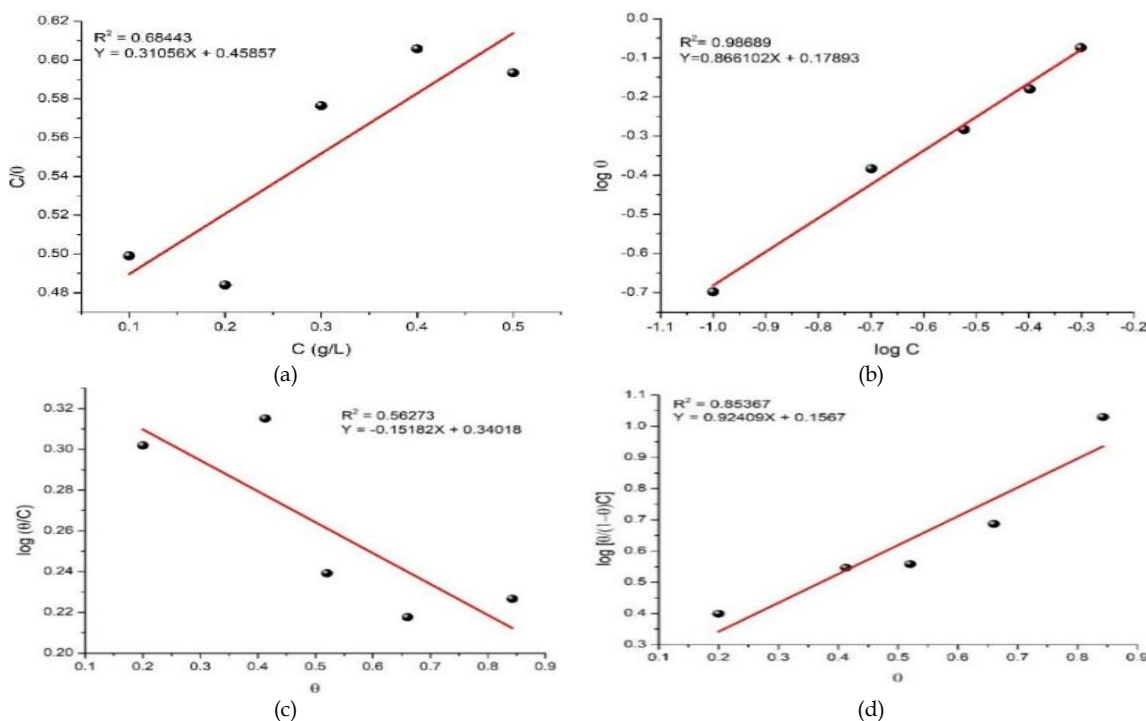 R² = 0.68443
Y = 0.31056X + 0.45857
0.62
0.60
0.58
0.56
0.54
0.52
0.50
0.48
C/θ
0.1 0.2 0.3 0.4 0.5
C (g/L)
(a)
R²= 0.98689
Y=0.866102X + 0.17893
0.0
-0.1
-0.2
-0.3
-0.4
-0.5
-0.6
-0.7
log θ
-1.1 -1.0 -0.9 -0.8 -0.7 -0.6 -0.5 -0.4 -0.3 -0.2
log C
(b)
R² = 0.56273
Y = -0.15182X + 0.34018
0.32
0.30
0.28
0.26
0.24
0.22
0.20
log (θ/C)
0.1 0.2 0.3 0.4 0.5 0.6 0.7 0.8 0.9
θ
(c)
R² = 0.85367
Y = 0.92409X + 0.1567
1.1
1.0
0.9
0.8
0.7
0.6
0.5
0.4
0.3
log [θ/(1-θ)C]
0.1 0.2 0.3 0.4 0.5 0.6 0.7 0.8 0.9
θ
(d)